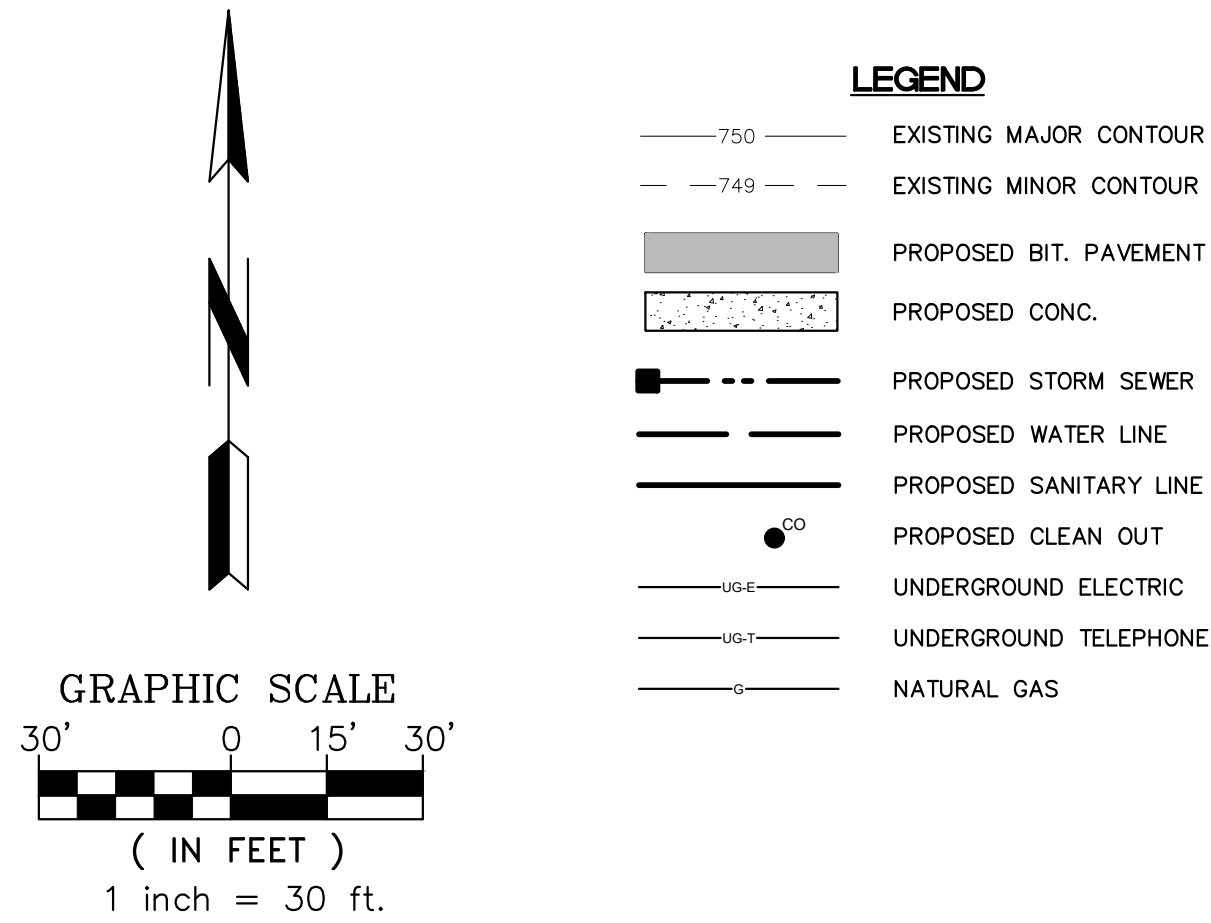 N
GRAPHIC SCALE
30' 0 15' 30'
( IN FEET )
1 inch = 30 ft.
LEGEND
750 EXISTING MAJOR CONTOUR
749 EXISTING MINOR CONTOUR
PROPOSED BIT. PAVEMENT
PROPOSED CONC.
PROPOSED STORM SEWER
PROPOSED WATER LINE
PROPOSED SANITARY LINE
CO PROPOSED CLEAN OUT
UG-E UNDERGROUND ELECTRIC
UG-T UNDERGROUND TELEPHONE
G NATURAL GAS